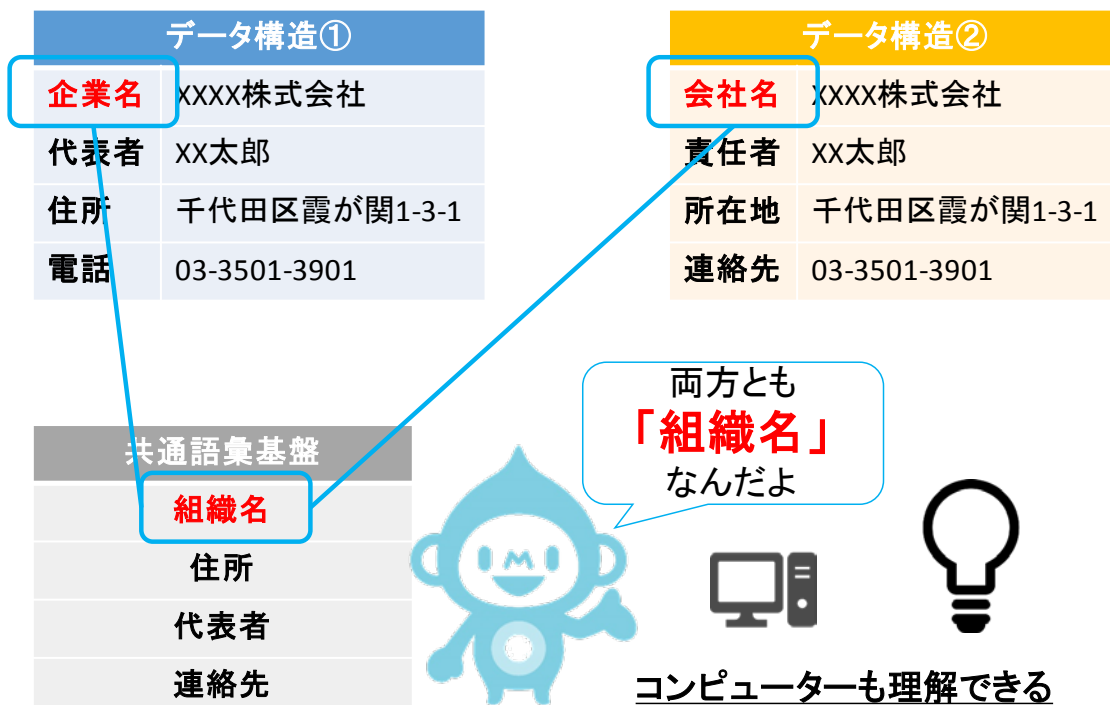 データ構造①
企業名 XXXX株式会社
代表者 XX太郎
住所 千代田区霞が関1-3-1
電話 03-3501-3901
データ構造②
会社名 XXXX株式会社
責任者 XX太郎
所在地 千代田区霞が関1-3-1
連絡先 03-3501-3901
共通語彙基盤
組織名
住所
代表者
連絡先
両方とも
「組織名」
なんだよ
IMI
コンピューターも理解できる